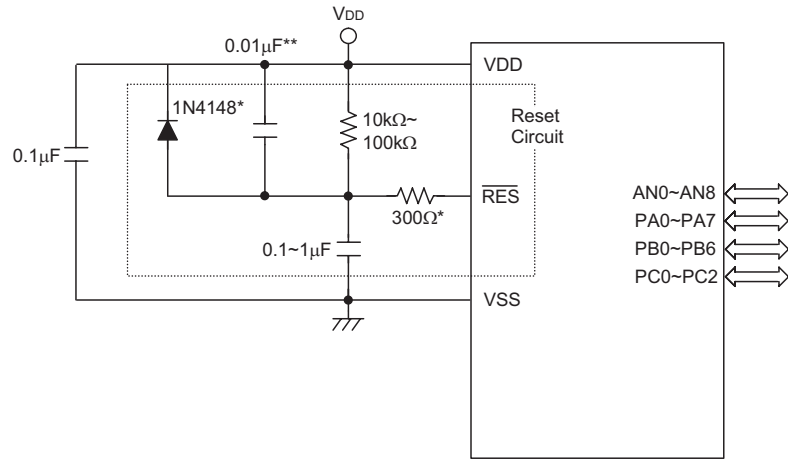 VDD
0.01μF**
VDD
1N4148*
Reset
Circuit
10kΩ~
100kΩ
0.1μF
AN0~AN8
RES
300Ω*
PA0~PA7
PB0~PB6
0.1~1μF
PC0~PC2
VSS